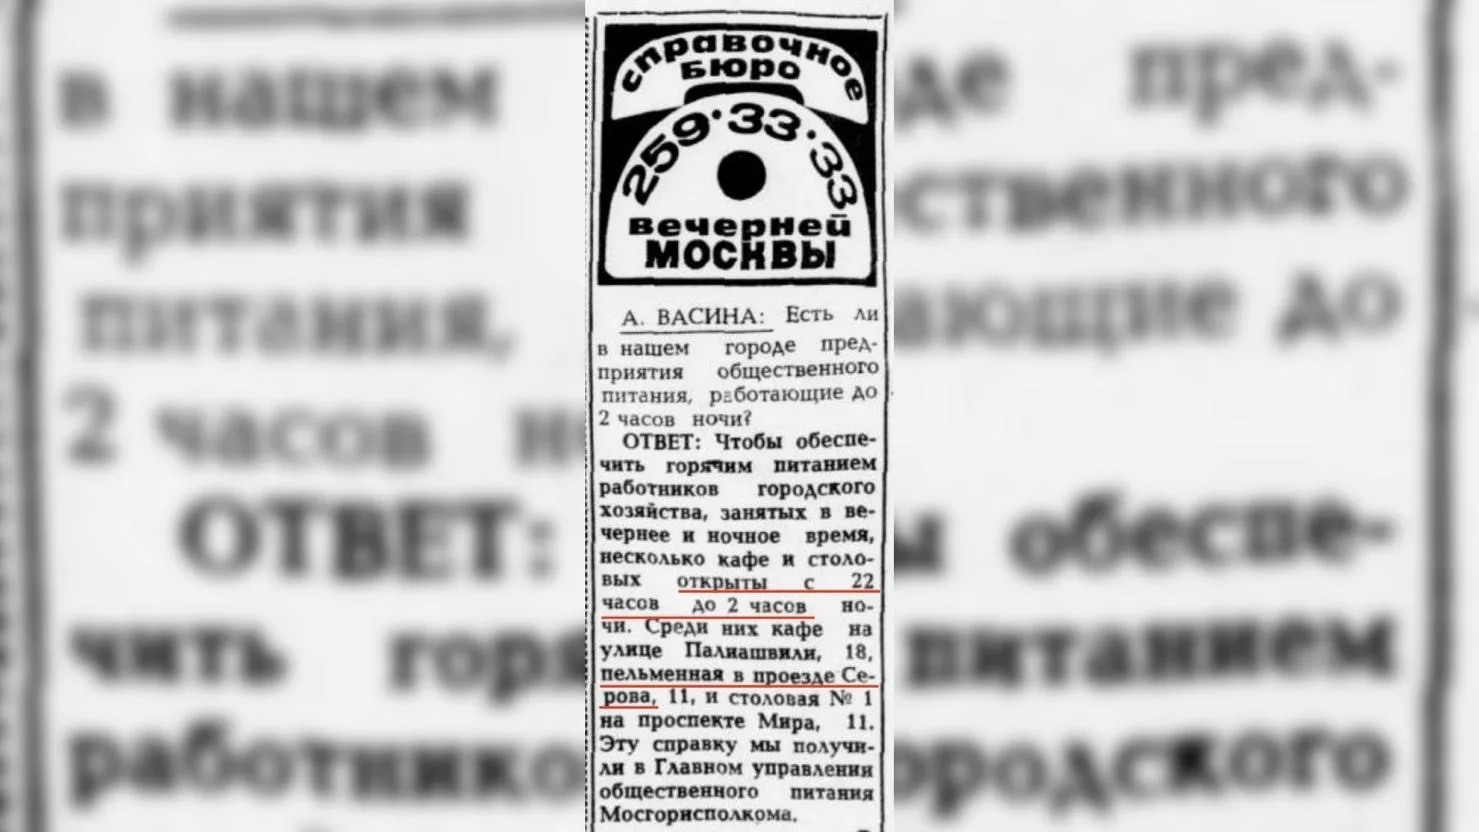 справочное
бюро
259·33·33
вечерней
МОСКВЫ
А. ВАСИНА: Есть ли
в нашем городе пред-
приятия общественного
питания, работающие до
2 часов ночи?
ОТВЕТ: Чтобы обеспе-
чить горячим питанием
работников городского
хозяйства, занятых в ве-
чернее и ночное время,
несколько кафе и столо-
вых открыты с 22
часов до 2 часов но-
чи. Среди них кафе на
улице Палиашвили, 18,
пельменная в проезде Се-
рова, 11, и столовая № 1
на проспекте Мира, 11.
Эту справку мы получи-
ли в Главном управлении
общественного питания
Мосгорисполкома.